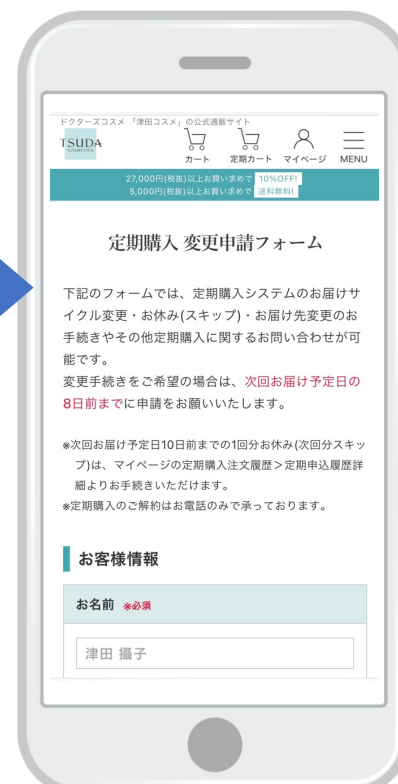 ドクターズコスメ 「津田コスメ」の公式通販サイト
TSUDA
COSMETICS
カート 定期カート マイページ MENU
27,000円(税抜)以上お買い求めで 10%OFF!
5,000円(税抜)以上お買い求めで 送料無料!
定期購入 変更申請フォーム
下記のフォームでは、定期購入システムのお届けサ
イクル変更・お休み(スキップ)・お届け先変更のお
手続きやその他定期購入に関するお問い合わせが可
能です。
変更手続きをご希望の場合は、次回お届け予定日の
8日前までに申請をお願いいたします。
※次回お届け予定日10日前までの1回分お休み(次回分スキッ
プ)は、マイページの定期購入注文履歴＞定期申込履歴詳
細よりお手続きいただけます。
※定期購入のご解約はお電話のみで承っております。
お客様情報
お名前 ※必須
津田 攝子